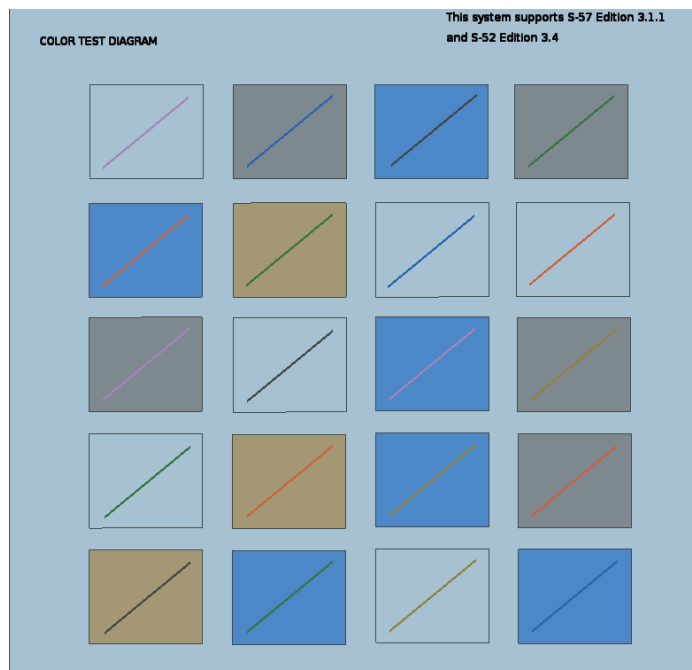 This system supports S-57 Edition 3.1.1
and S-52 Edition 3.4
COLOR TEST DIAGRAM